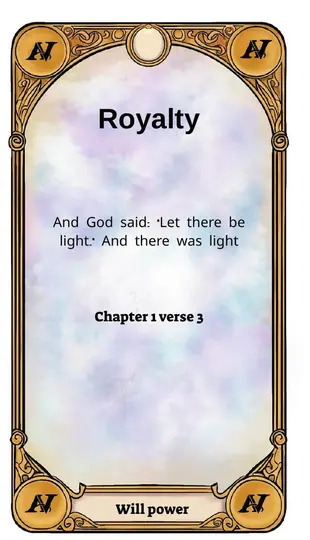 Royalty
And God said: "Let there be
light." And there was light
Chapter 1 verse 3
Will power